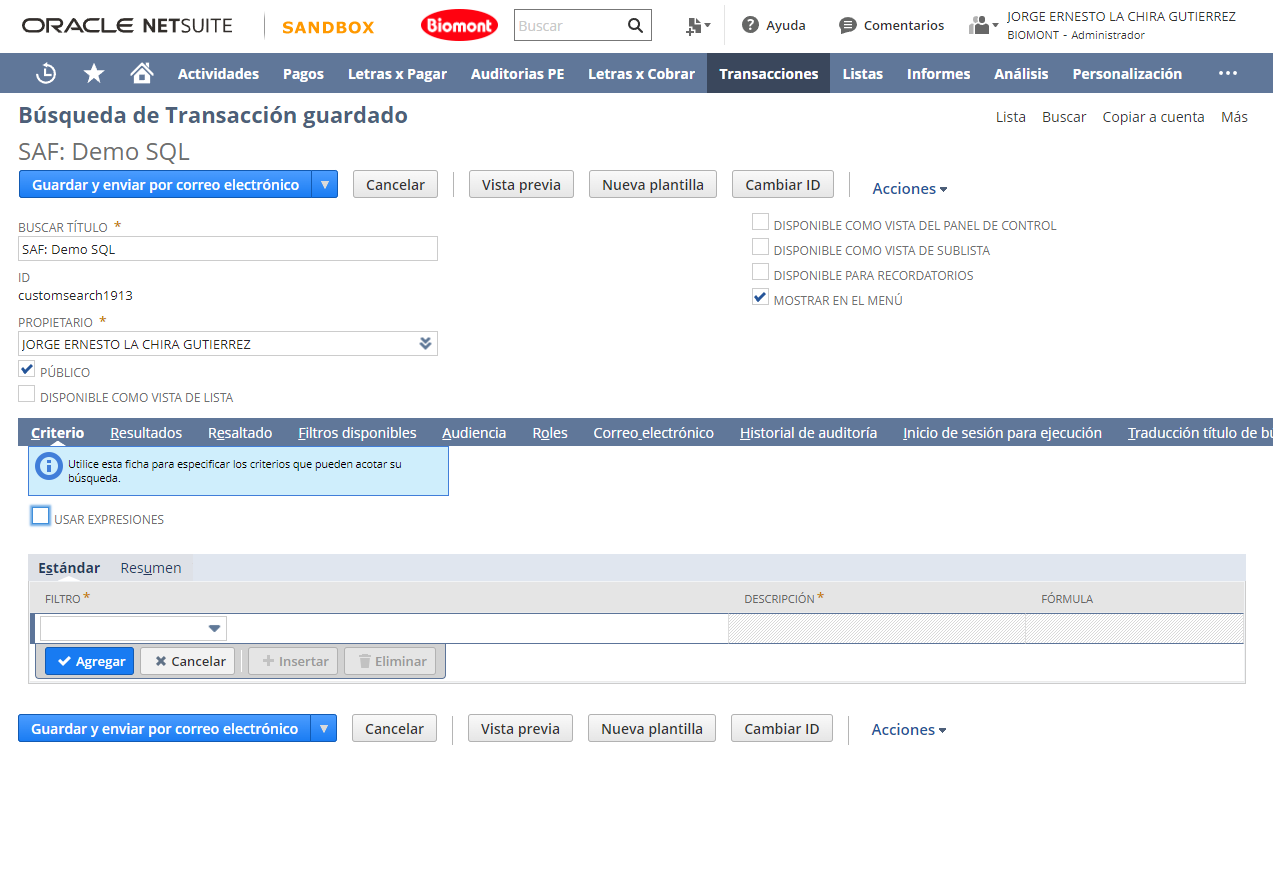 ORACLE NETSUITE SANDBOX Biomont Buscar Ayuda Comentarios JORGE ERNESTO LA CHIRA GUTIERREZ
BIOMONT - Administrador
Actividades Pagos Letras x Pagar Auditorias PE Letras x Cobrar Transacciones Listas Informes Análisis Personalización ...
Búsqueda de Transacción guardado
Lista Buscar Copiar a cuenta Más
SAF: Demo SQL
Guardar y enviar por correo electrónico Cancelar Vista previa Nueva plantilla Cambiar ID Acciones
BUSCAR TÍTULO *
SAF: Demo SQL
ID
customsearch1913
PROPIETARIO *
JORGE ERNESTO LA CHIRA GUTIERREZ
PÚBLICO
DISPONIBLE COMO VISTA DE LISTA
DISPONIBLE COMO VISTA DEL PANEL DE CONTROL
DISPONIBLE COMO VISTA DE SUBLISTA
DISPONIBLE PARA RECORDATORIOS
MOSTRAR EN EL MENÚ
Criterio Resultados Resaltado Filtros disponibles Audiencia Roles Correo electrónico Historial de auditoría Inicio de sesión para ejecución Traducción título de bu
Utilice esta ficha para especificar los criterios que pueden acotar su
búsqueda.
USAR EXPRESIONES
Estándar Resumen
FILTRO * DESCRIPCIÓN * FÓRMULA
Agregar Cancelar Insertar Eliminar
Guardar y enviar por correo electrónico Cancelar Vista previa Nueva plantilla Cambiar ID Acciones